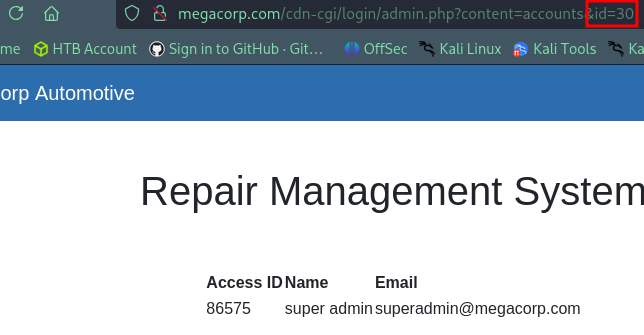 megacorp.com/cdn-cgi/login/admin.php?content=accounts&id=30
me HTB Account Sign in to GitHub · Git… OffSec Kali Linux Kali Tools Ka
orp Automotive
Repair Management System
Access ID Name Email
86575 super admin superadmin@megacorp.com